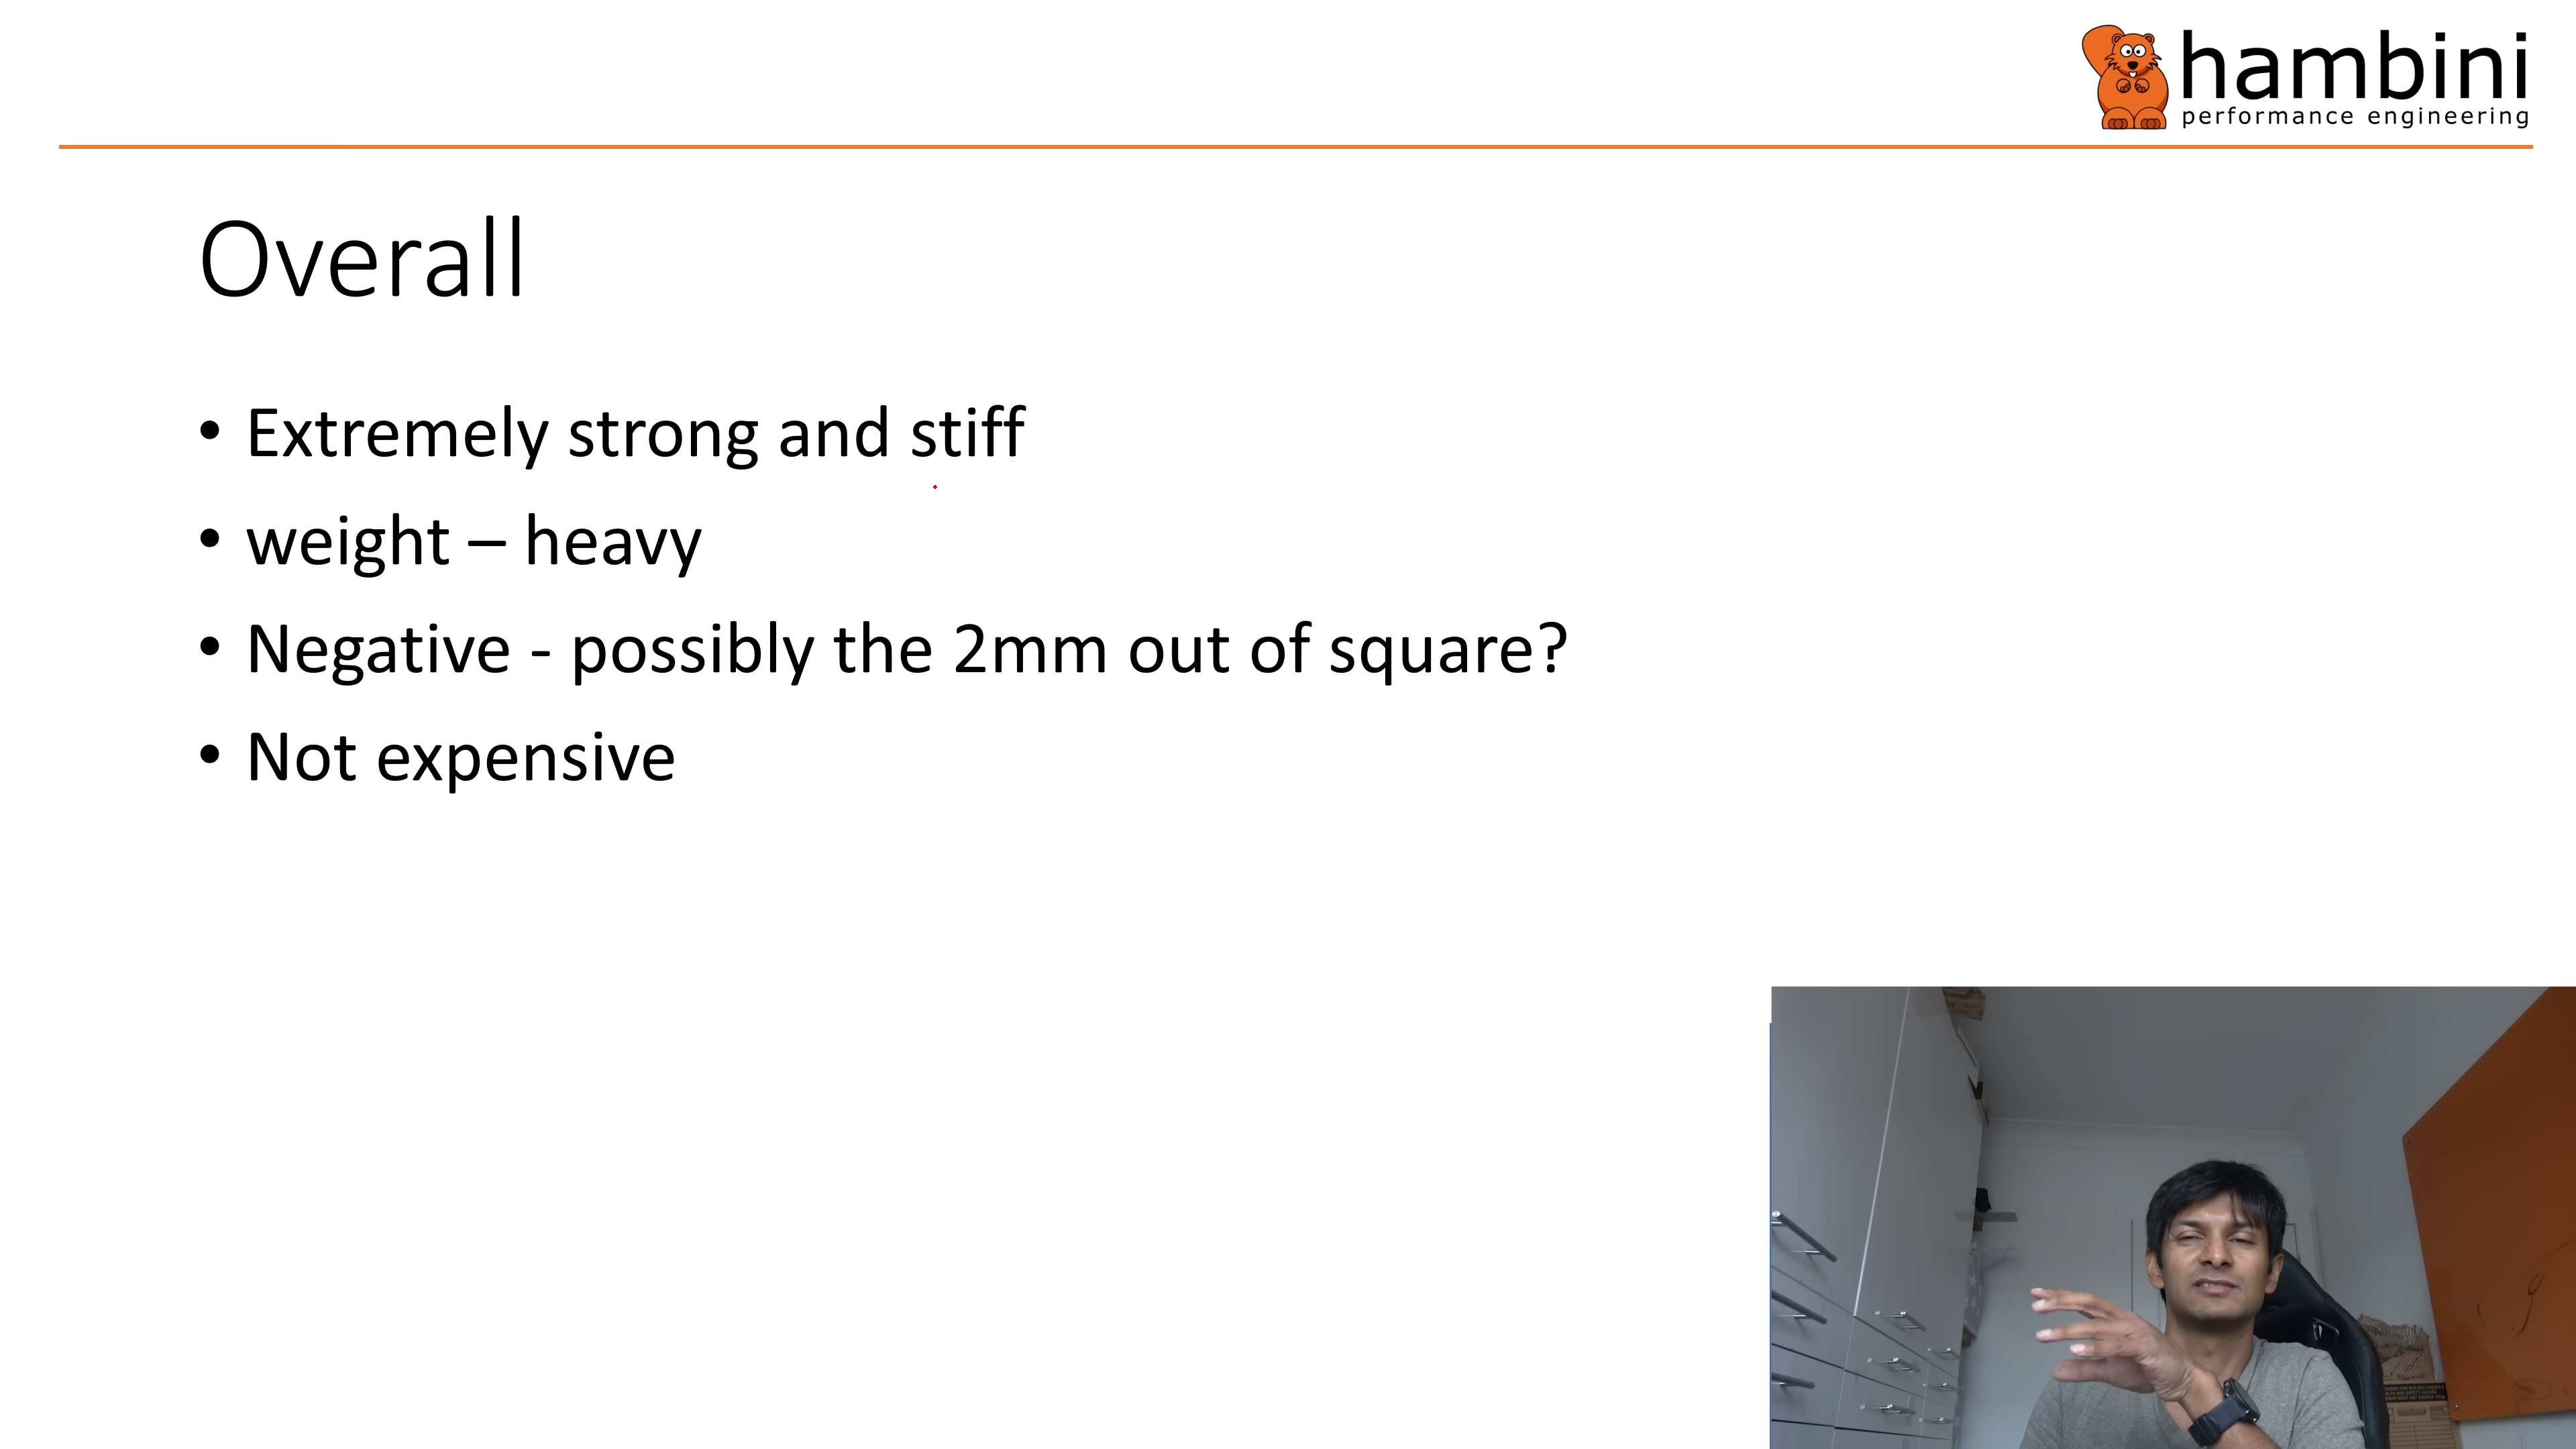 hambini
performance engineering
Overall
• Extremely strong and stiff
• weight – heavy
• Negative - possibly the 2mm out of square?
• Not expensive